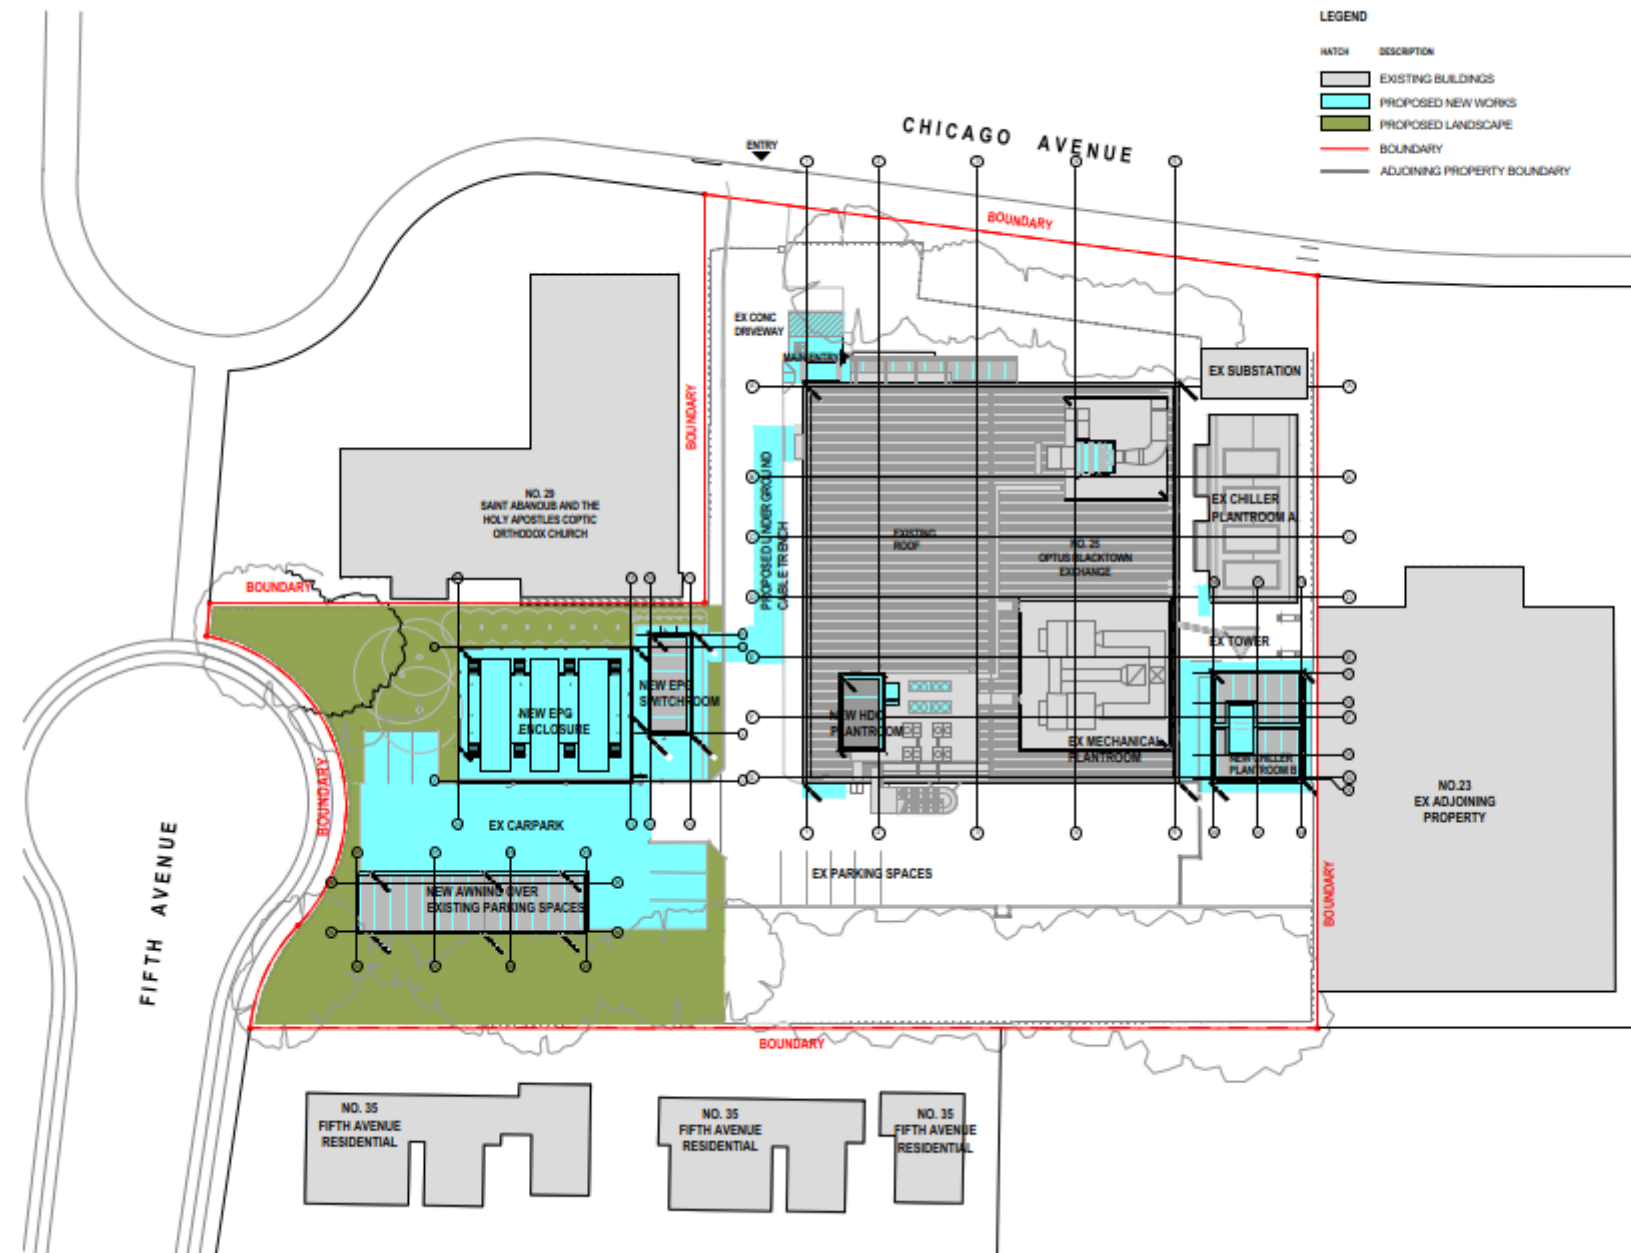 LEGEND
HATCH DESCRIPTION
EXISTING BUILDINGS
PROPOSED NEW WORKS
PROPOSED LANDSCAPE
BOUNDARY
ADJOINING PROPERTY BOUNDARY
CHICAGO AVENUE
ENTRY
BOUNDARY
EX CONC
DRIVEWAY
MAIN ENTRY
EX SUBSTATION
BOUNDARY
PROPOSED UNDERGROUND
CABLE TRENCH
NO. 29
SAINT ABANOUB AND THE
HOLY APOSTLES COPTIC
ORTHODOX CHURCH
EXISTING
ROOF
NO. 25
OPTUS BLACKTOWN
EXCHANGE
EX CHILLER
PLANTROOM A
BOUNDARY
EX TOWER
NEW EPG
SWITCHROOM
NEW EPG
ENCLOSURE
NEW HDC
PLANTROOM
EX MECHANICAL
PLANTROOM
NEW CHILLER
PLANTROOM B
NO.23
EX ADJOINING
PROPERTY
BOUNDARY
FIFTH AVENUE
EX CARPARK
EX PARKING SPACES
NEW AWNING OVER
EXISTING PARKING SPACES
BOUNDARY
BOUNDARY
NO. 35
FIFTH AVENUE
RESIDENTIAL
NO. 35
FIFTH AVENUE
RESIDENTIAL
NO. 35
FIFTH AVENUE
RESIDENTIAL